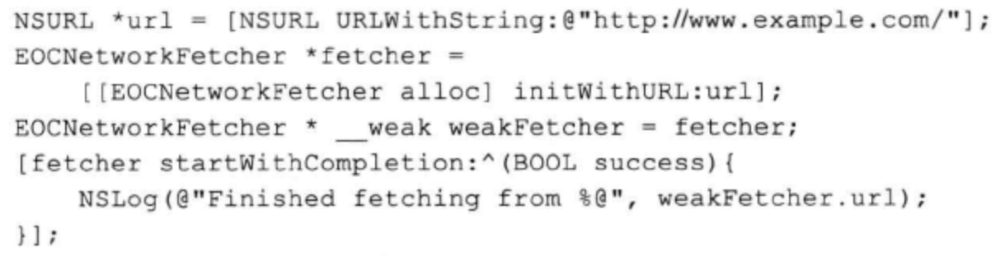 NSURL *url = [NSURL URLWithString:@"http://www.example.com/"];
EOCNetworkFetcher *fetcher =
    [[EOCNetworkFetcher alloc] initWithURL:url];
EOCNetworkFetcher * __weak weakFetcher = fetcher;
[fetcher startWithCompletion:^(BOOL success){
    NSLog(@"Finished fetching from %@", weakFetcher.url);
}];